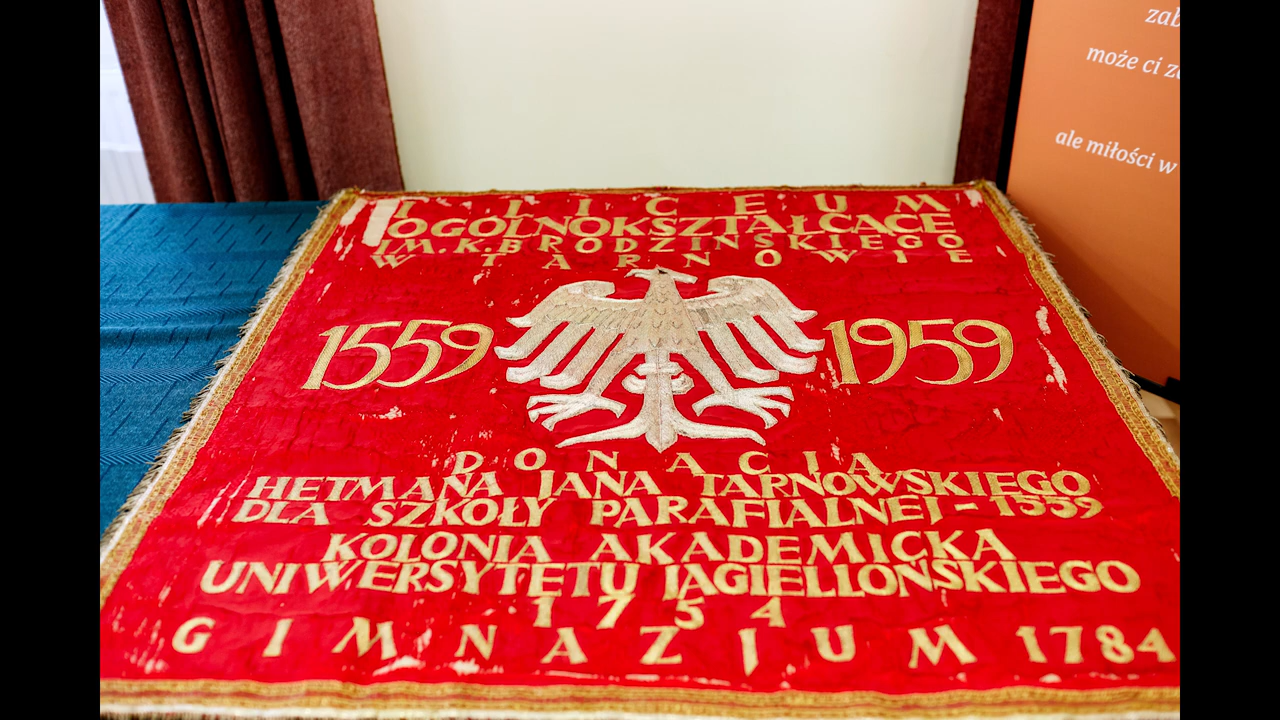 I LICEUM
OGÓLNOKSZTAŁCĄCE
IM. K. BRODZIŃSKIEGO
W TARNOWIE
1559 1959
DONACJA
HETMANA JANA TARNOWSKIEGO
DLA SZKOŁY PARAFIALNEJ - 1559
KOLONIA AKADEMICKA
UNIWERSYTETU JAGIELLOŃSKIEGO
1754
GIMNAZJUM 1784
może ci
ale miłości w